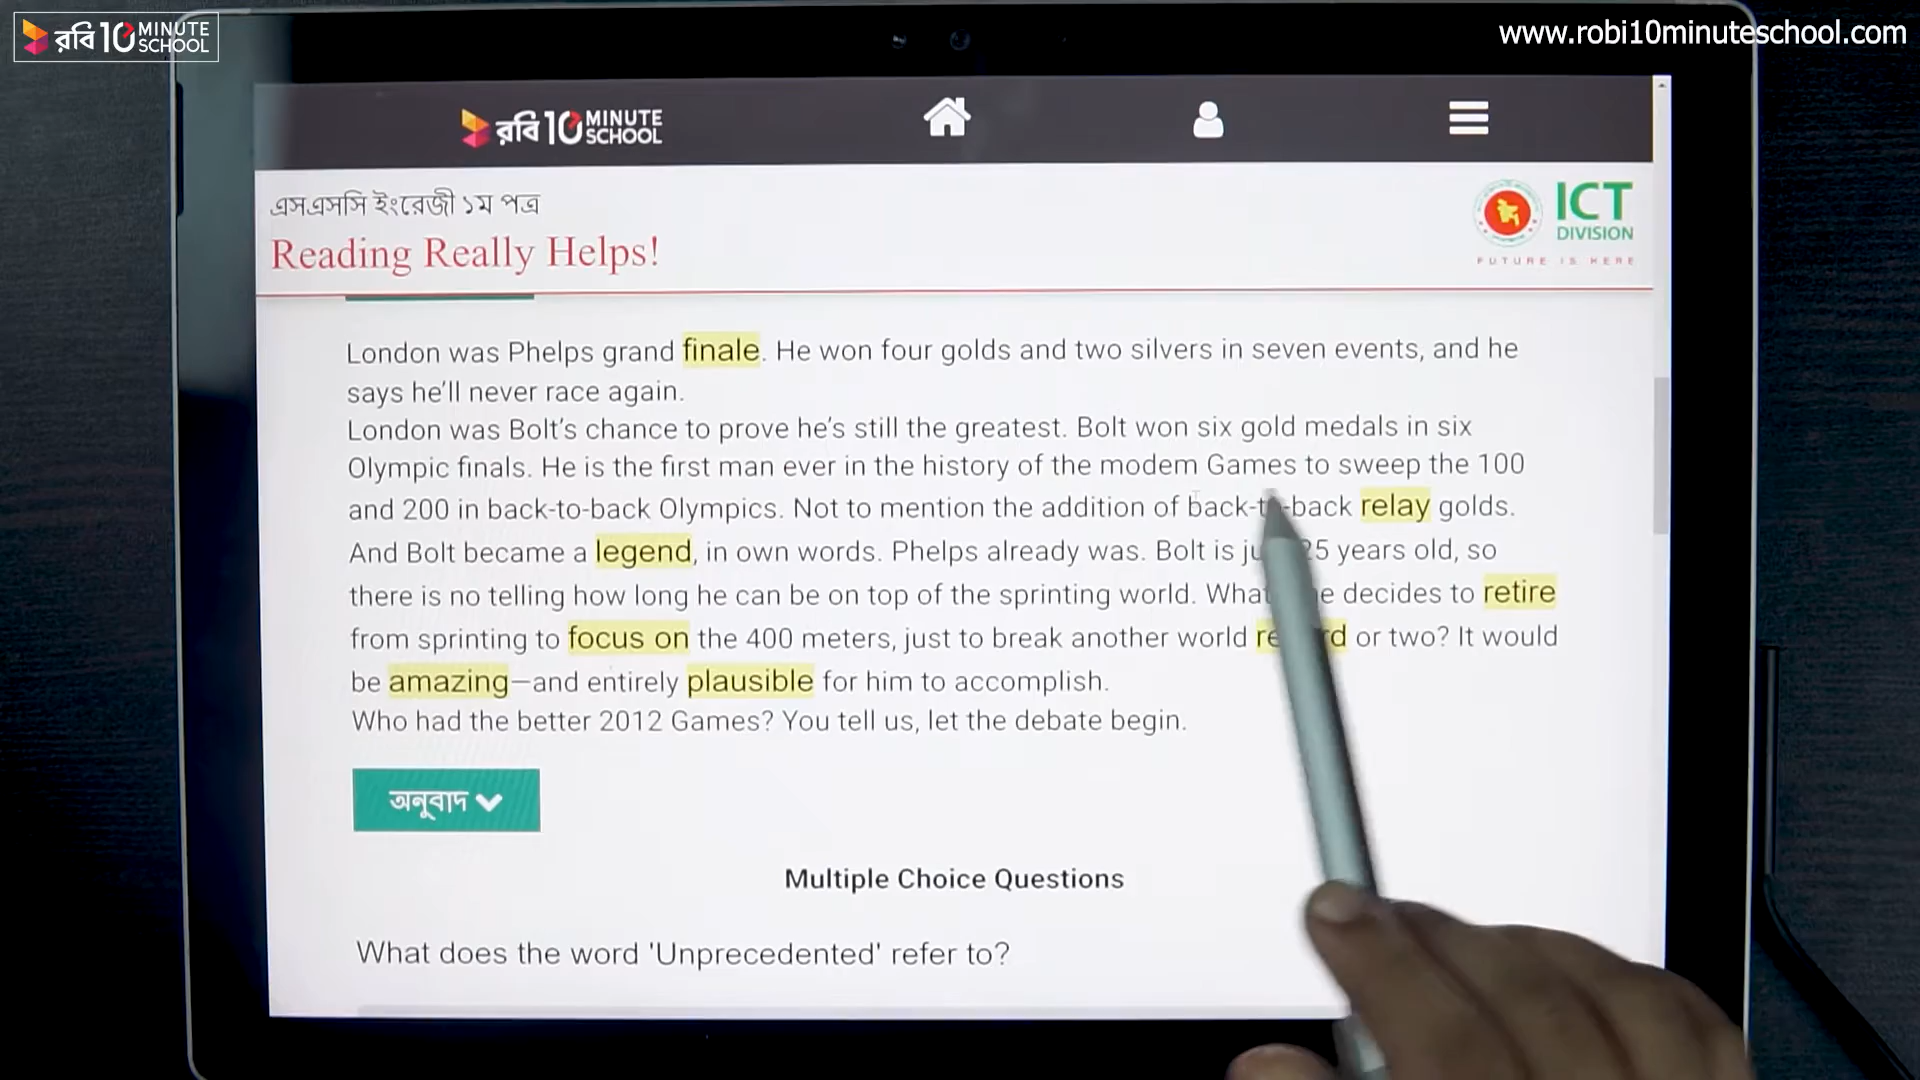 রবি 10 MINUTE SCHOOL
www.robi10minuteschool.com
রবি 10 MINUTE SCHOOL
এসএসসি ইংরেজী ১ম পত্র
Reading Really Helps!
ICT
DIVISION
FUTURE IS HERE
London was Phelps grand finale. He won four golds and two silvers in seven events, and he
says he'll never race again.
London was Bolt's chance to prove he's still the greatest. Bolt won six gold medals in six
Olympic finals. He is the first man ever in the history of the modem Games to sweep the 100
and 200 in back-to-back Olympics. Not to mention the addition of back-to-back relay golds.
And Bolt became a legend, in own words. Phelps already was. Bolt is 25 years old, so
there is no telling how long he can be on top of the sprinting world. decides to retire
from sprinting to focus on the 400 meters, just to break another world or two? It would
be amazing—and entirely plausible for him to accomplish.
Who had the better 2012 Games? You tell us, let the debate begin.
অনুবাদ
Multiple Choice Questions
What does the word 'Unprecedented' refer to?